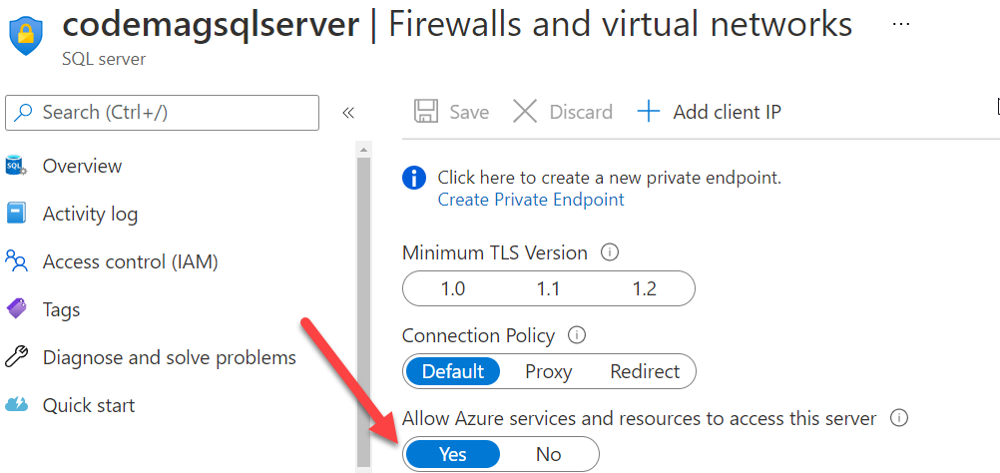 codemagsqlserver | Firewalls and virtual networks ...
SQL server
Search (Ctrl+/) «
Save Discard Add client IP
SQL Overview
Activity log
Access control (IAM)
Tags
Diagnose and solve problems
Quick start
Click here to create a new private endpoint.
Create Private Endpoint
Minimum TLS Version
1.0 1.1 1.2
Connection Policy
Default Proxy Redirect
Allow Azure services and resources to access this server
Yes No